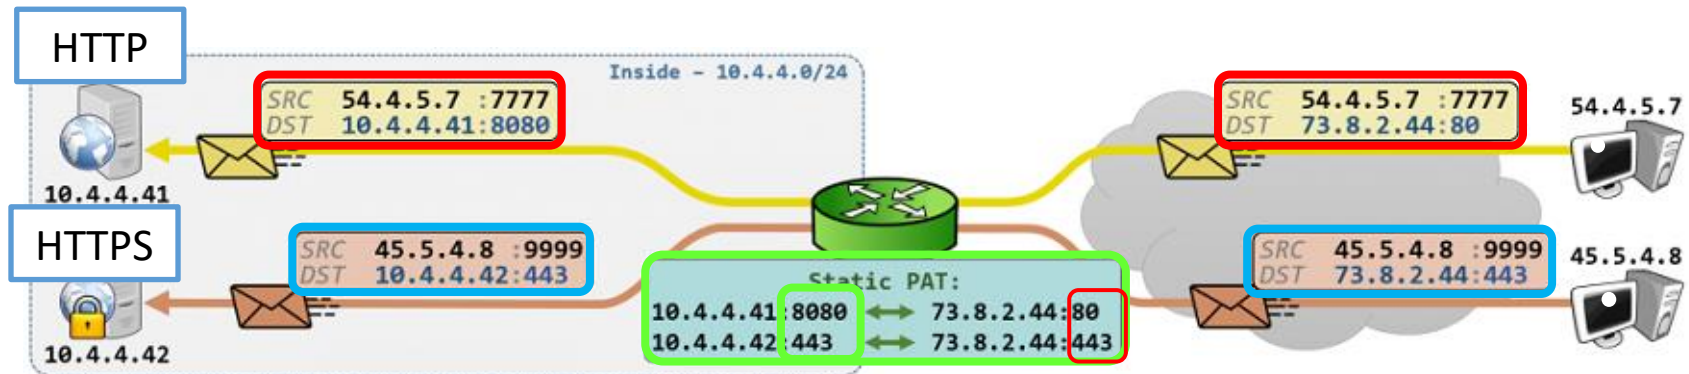 HTTP
Inside - 10.4.4.0/24
SRC 54.4.5.7 :7777
DST 10.4.4.41:8080
SRC 54.4.5.7 :7777
DST 73.8.2.44:80
54.4.5.7
10.4.4.41
HTTPS
SRC 45.5.4.8 :9999
DST 10.4.4.42:443
SRC 45.5.4.8 :9999
DST 73.8.2.44:443
45.5.4.8
Static PAT:
10.4.4.41:8080 ↔ 73.8.2.44:80
10.4.4.42:443 ↔ 73.8.2.44:443
10.4.4.42